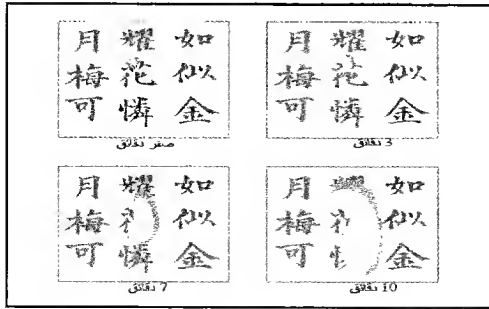 月耀如
梅花似
可憐金
صفر دقائق
月耀如
梅花似
可憐金
3 دقائق
月耀如
梅 似
可憐金
7 دقائق
月 如
梅 似
可 金
10 دقائق